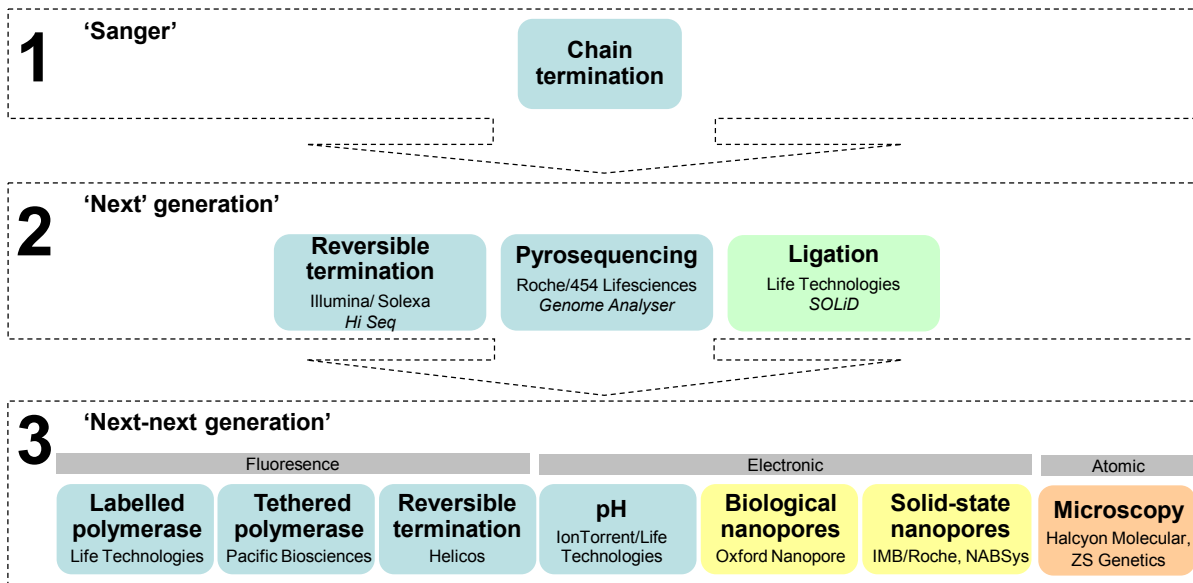 1
‘Sanger’
Chain
termination
2
‘Next’ generation’
Reversible
termination
Illumina/ Solexa
Hi Seq
Pyrosequencing
Roche/454 Lifesciences
Genome Analyser
Ligation
Life Technologies
SOLiD
3
‘Next-next generation’
Fluoresence
Electronic
Atomic
Labelled
polymerase
Life Technologies
Tethered
polymerase
Pacific Biosciences
Reversible
termination
Helicos
pH
IonTorrent/Life
Technologies
Biological
nanopores
Oxford Nanopore
Solid-state
nanopores
IMB/Roche, NABSys
Microscopy
Halcyon Molecular,
ZS Genetics